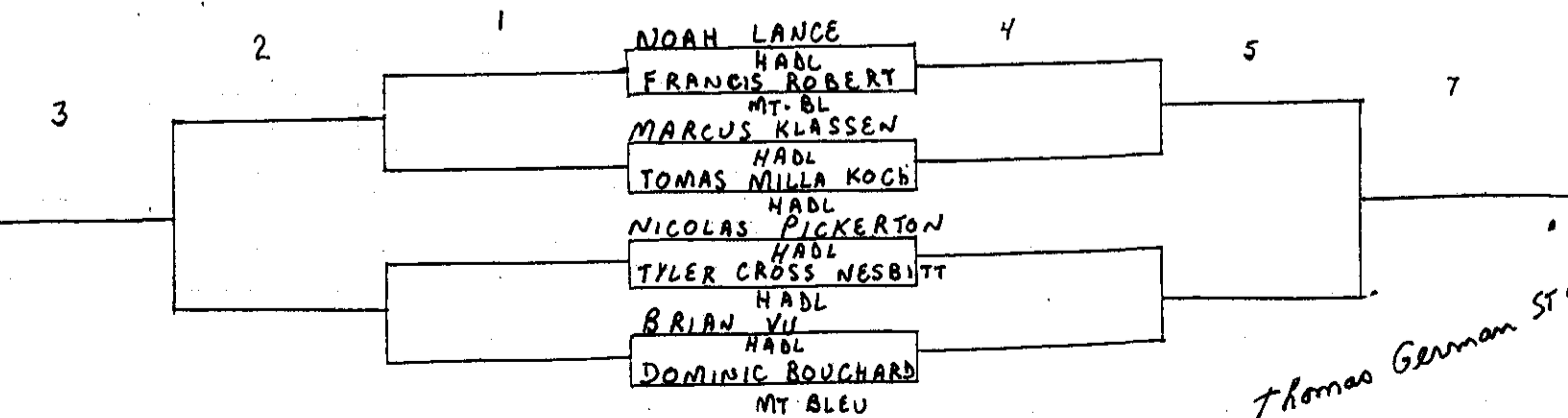 1
2
3
4
5
7
NOAH LANCE
HADL
FRANCIS ROBERT
MT. BL
MARCUS KLASSEN
HADL
TOMAS MILLA KOCH
HADL
NICOLAS PICKERTON
HADL
TYLER CROSS NESBITT
HADL
BRIAN VU
HADL
DOMINIC BOUCHARD
MT BLEU
Thomas German ST